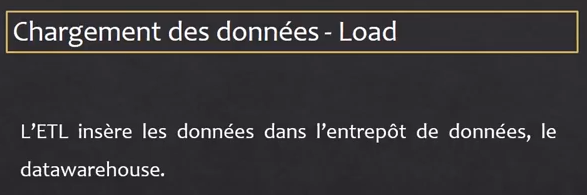 Chargement des données - Load
L’ETL insère les données dans l’entrepôt de données, le
datawarehouse.